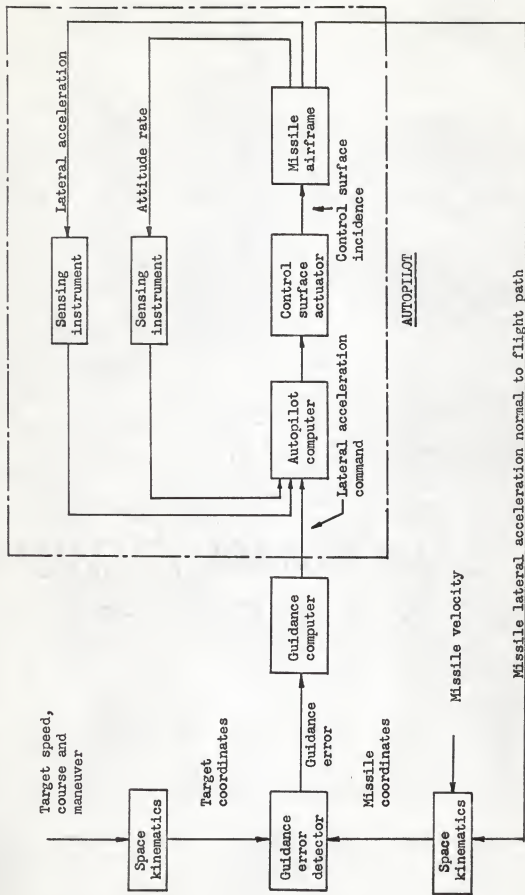 Target speed,
course and
maneuver
Space
kinematics
Target
coordinates
Guidance
error
detector
Guidance
error
Guidance
computer
Missile
coordinates
Space
kinematics
Missile velocity
Lateral acceleration
command
Autopilot
computer
Control
surface
actuator
Control surface
incidence
Missile
airframe
Sensing
instrument
Lateral acceleration
Sensing
instrument
Attitude rate
AUTOPILOT
Missile lateral acceleration normal to flight path